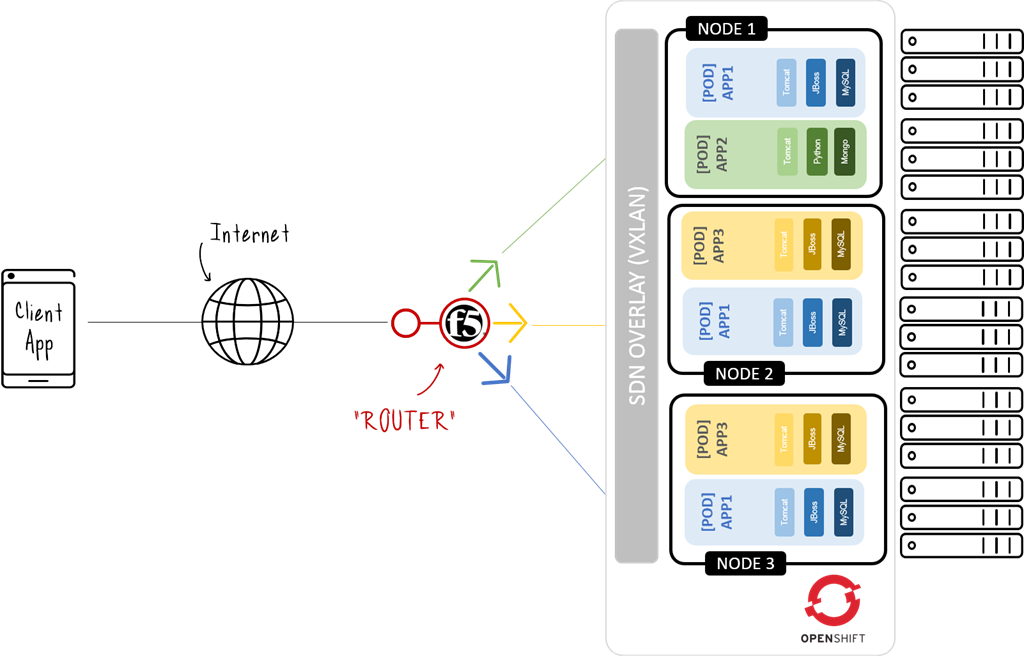 Client
App
Internet
f5
"ROUTER"
SDN OVERLAY (VXLAN)
NODE 1
[POD]
APP1
Tomcat
JBoss
MySQL
[POD]
APP2
Tomcat
Python
Mongo
[POD]
APP3
Tomcat
JBoss
MySQL
[POD]
APP1
Tomcat
JBoss
MySQL
NODE 2
[POD]
APP3
Tomcat
JBoss
MySQL
[POD]
APP1
Tomcat
JBoss
MySQL
NODE 3
OPENSHIFT